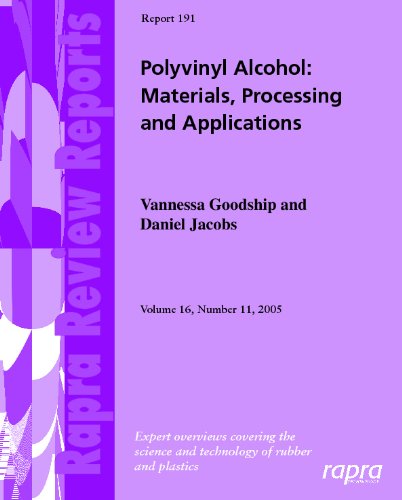 Report 191
Polyvinyl Alcohol:
Materials, Processing
and Applications
Vannessa Goodship and
Daniel Jacobs
Volume 16, Number 11, 2005
Rapra Review Reports
Expert overviews covering the
science and technology of rubber
and plastics
rapra